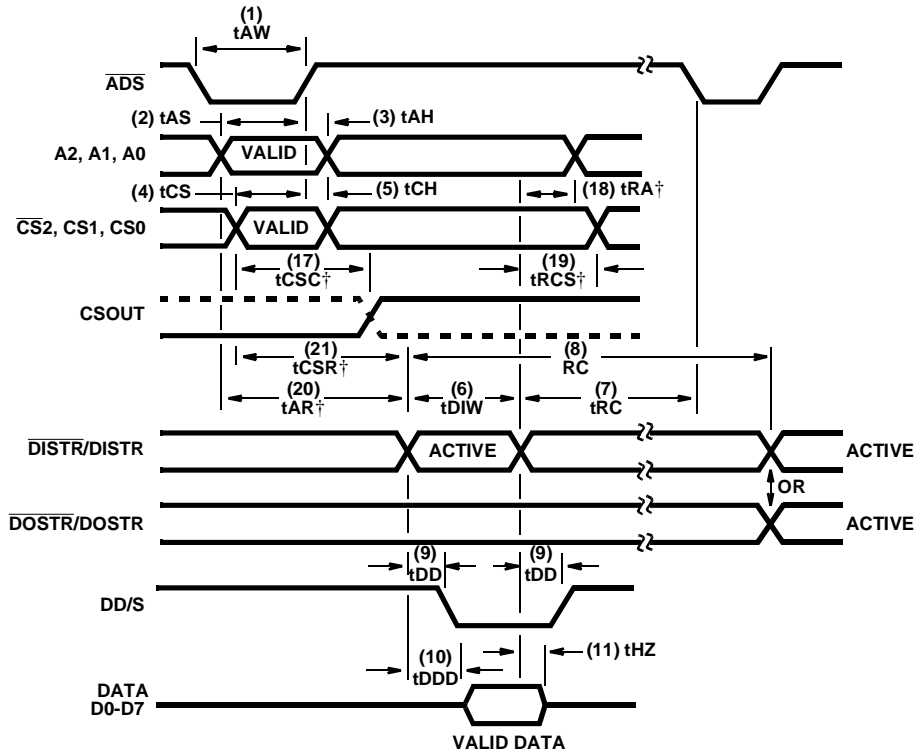 (1)
tAW
ADS
(2) tAS
(3) tAH
A2, A1, A0
VALID
(4) tCS
(5) tCH
(18) tRA†
CS2, CS1, CS0
VALID
(17)
tCSC†
(19)
tRCS†
CSOUT
(21)
tCSR†
(8)
RC
(20)
tAR†
(6)
tDIW
(7)
tRC
DISTR/DISTR
ACTIVE
ACTIVE
OR
DOSTR/DOSTR
ACTIVE
(9)
tDD
(9)
tDD
DD/S
(10)
tDDD
(11) tHZ
DATA
D0-D7
VALID DATA